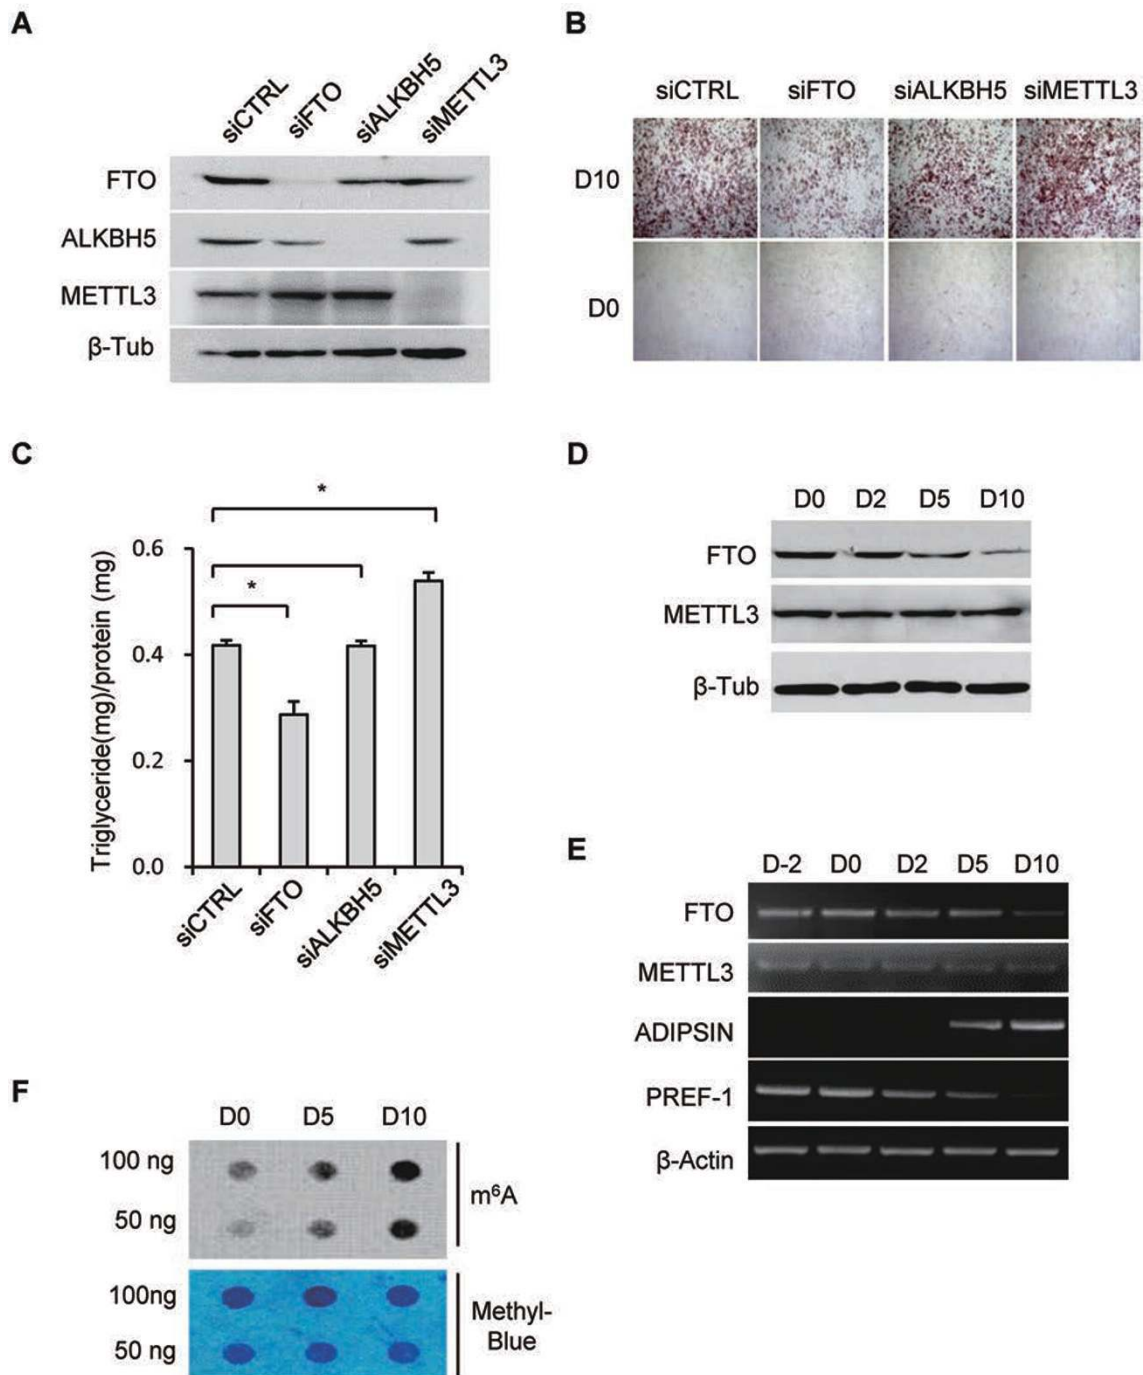 A
siCTRL
siFTO
siALKBH5
siMETTL3
FTO
ALKBH5
METTL3
β-Tub
B
siCTRL siFTO siALKBH5 siMETTL3
D10
D0
C
*
*
0.6
0.4
0.2
0.0
Triglyceride(mg)/protein (mg)
siCTRL
siFTO
siALKBH5
siMETTL3
D
D0 D2 D5 D10
FTO
METTL3
β-Tub
E
D-2 D0 D2 D5 D10
FTO
METTL3
ADIPSIN
PREF-1
β-Actin
F
D0 D5 D10
100 ng
50 ng
m⁶A
100ng
50 ng
Methyl-
Blue